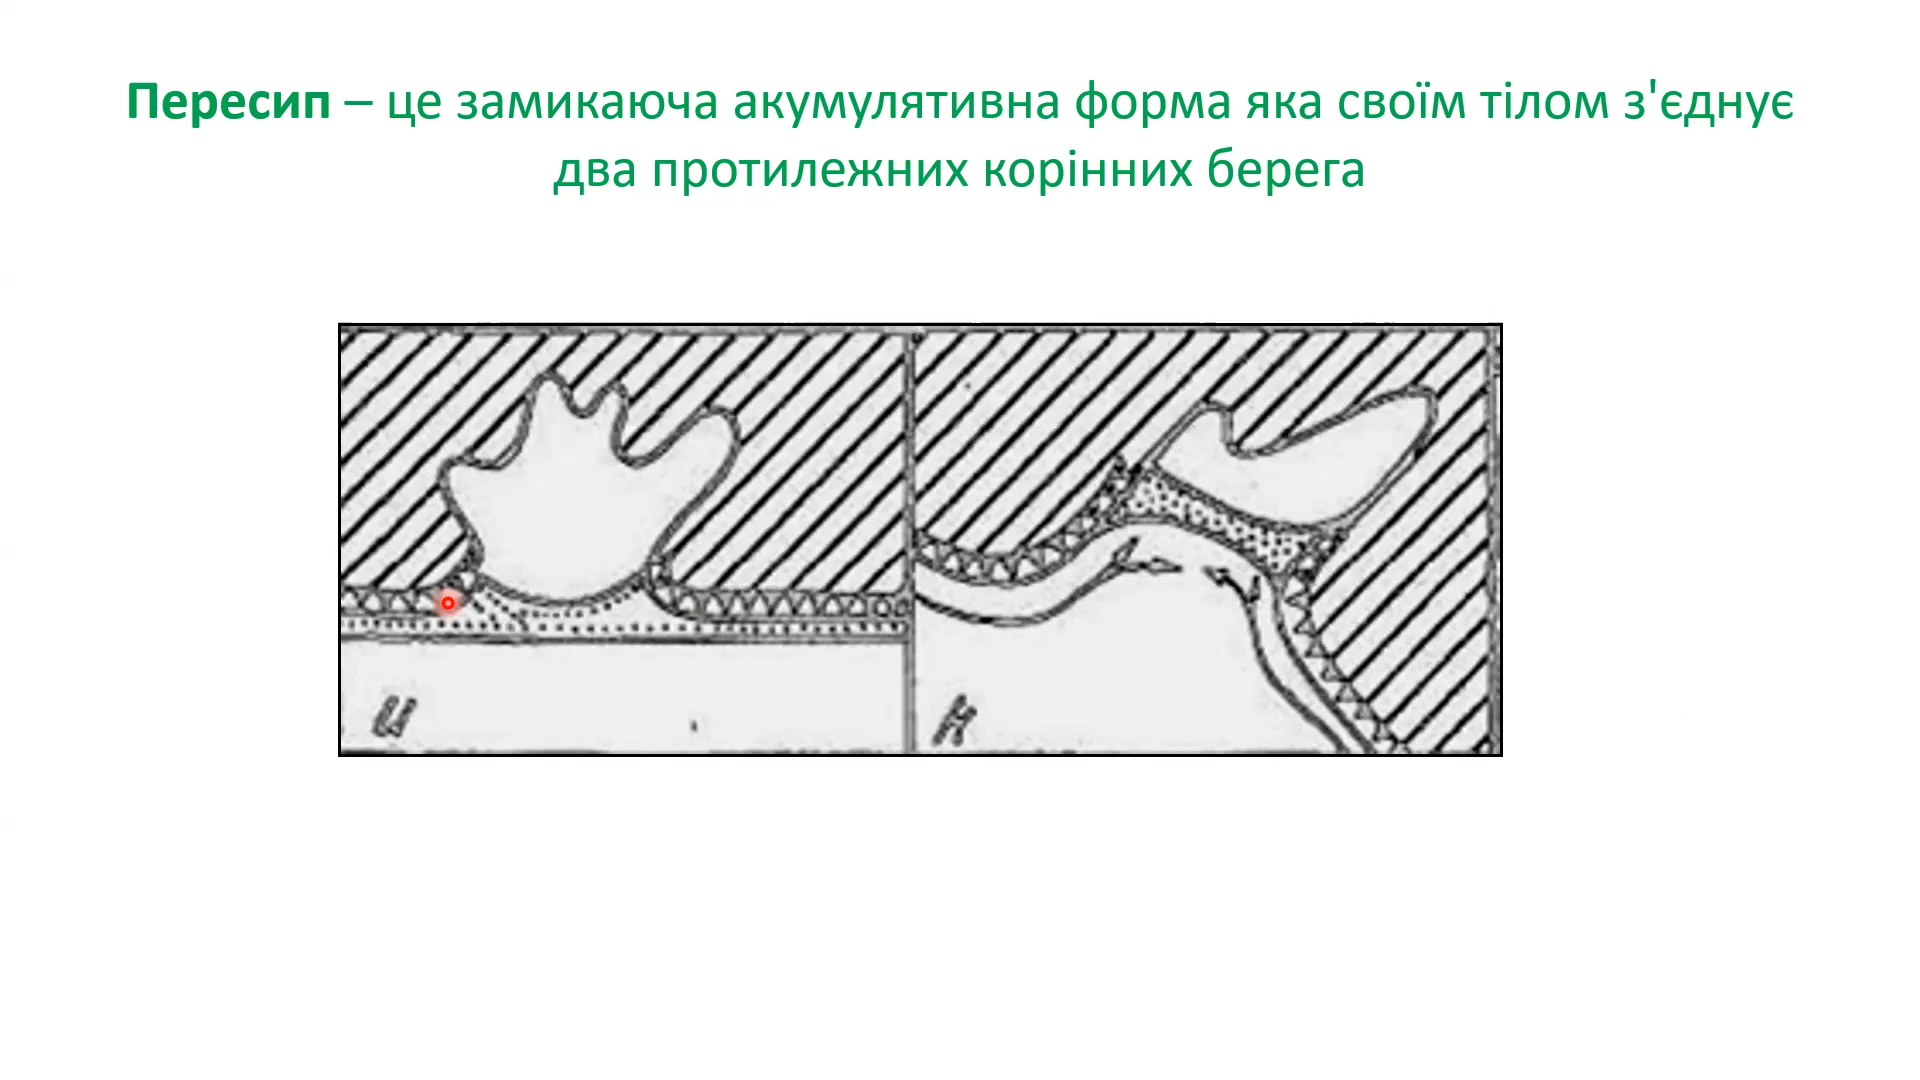 Пересип – це замикаюча акумулятивна форма яка своїм тілом з'єднує
два протилежних корінних берега
и к